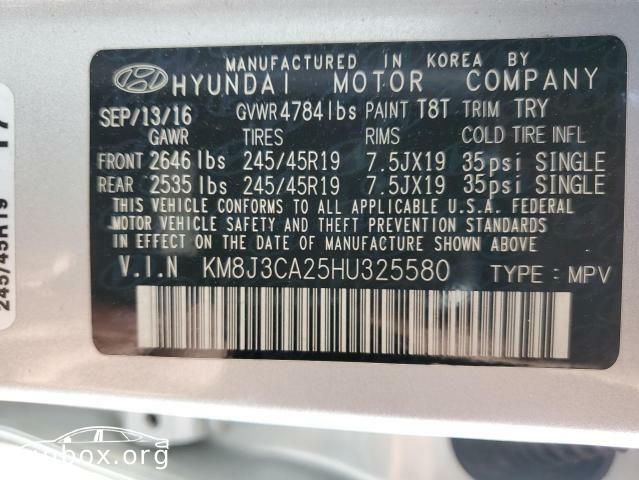 MANUFACTURED IN KOREA BY
HYUNDAI MOTOR COMPANY
SEP/13/16 GVWR 4784 lbs PAINT T8T TRIM TRY
GAWR TIRES RIMS COLD TIRE INFL
FRONT 2646 lbs 245/45R19 7.5JX19 35psi SINGLE
REAR 2535 lbs 245/45R19 7.5JX19 35psi SINGLE
THIS VEHICLE CONFORMS TO ALL APPLICABLE U.S.A. FEDERAL
MOTOR VEHICLE SAFETY AND THEFT PREVENTION STANDARDS
IN EFFECT ON THE DATE OF MANUFACTURE SHOWN ABOVE.
V.I.N KM8J3CA25HU325580 TYPE : MPV
245/45R19 17